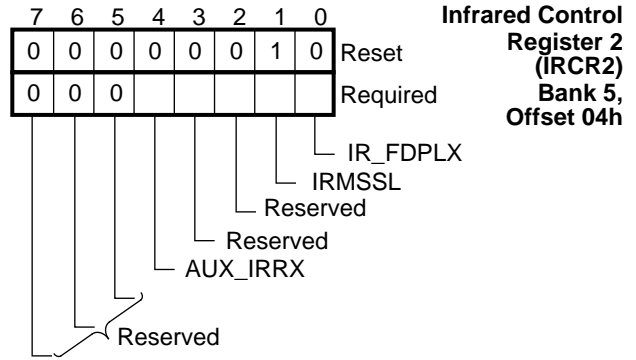 7 6 5 4 3 2 1 0
Infrared Control
Register 2
(IRCR2)
Bank 5,
Offset 04h
0 0 0 0 0 0 1 0 Reset
0 0 0 Required
IR_FDPLX
IRMSSL
Reserved
Reserved
AUX_IRRX
Reserved